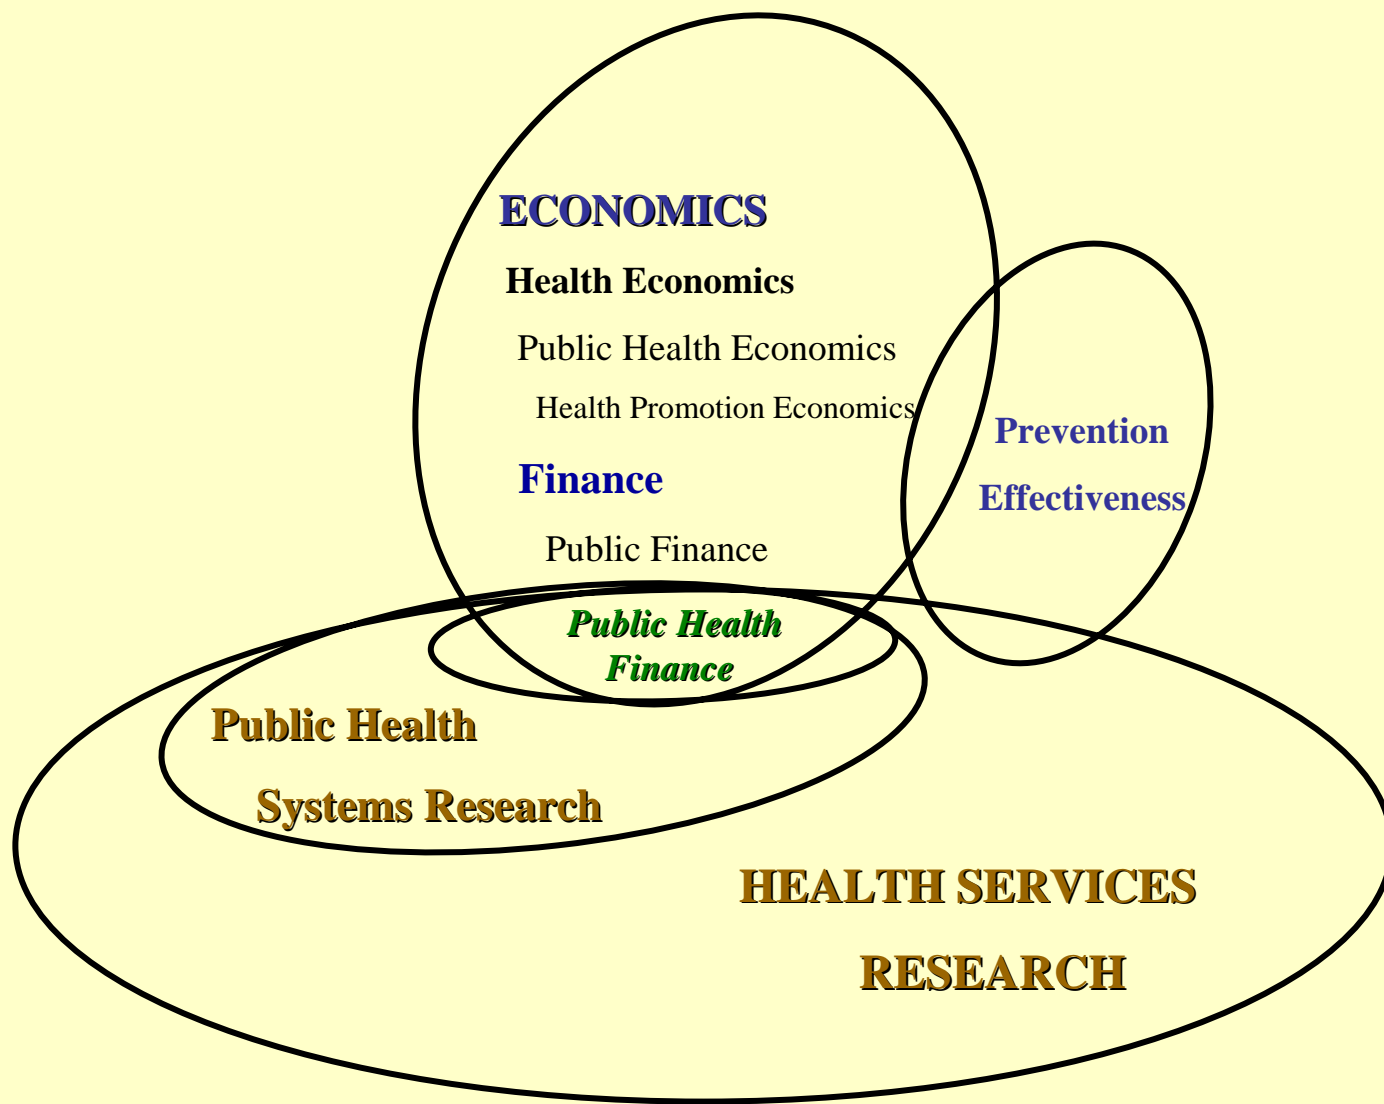 ECONOMICS
Health Economics
Public Health Economics
Health Promotion Economics
Finance
Public Finance
Prevention
Effectiveness
Public Health
Finance
Public Health
Systems Research
HEALTH SERVICES
RESEARCH